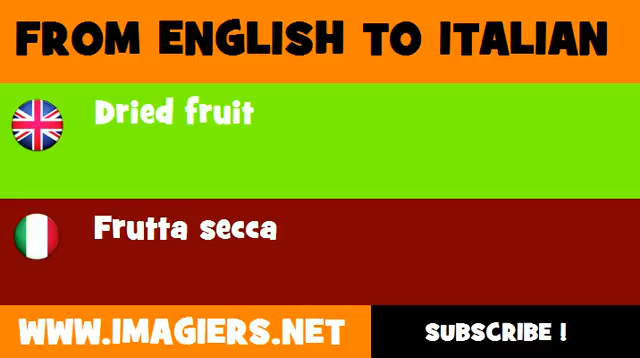 FROM ENGLISH TO ITALIAN
Dried fruit
Frutta secca
WWW.IMAGIERS.NET
SUBSCRIBE !